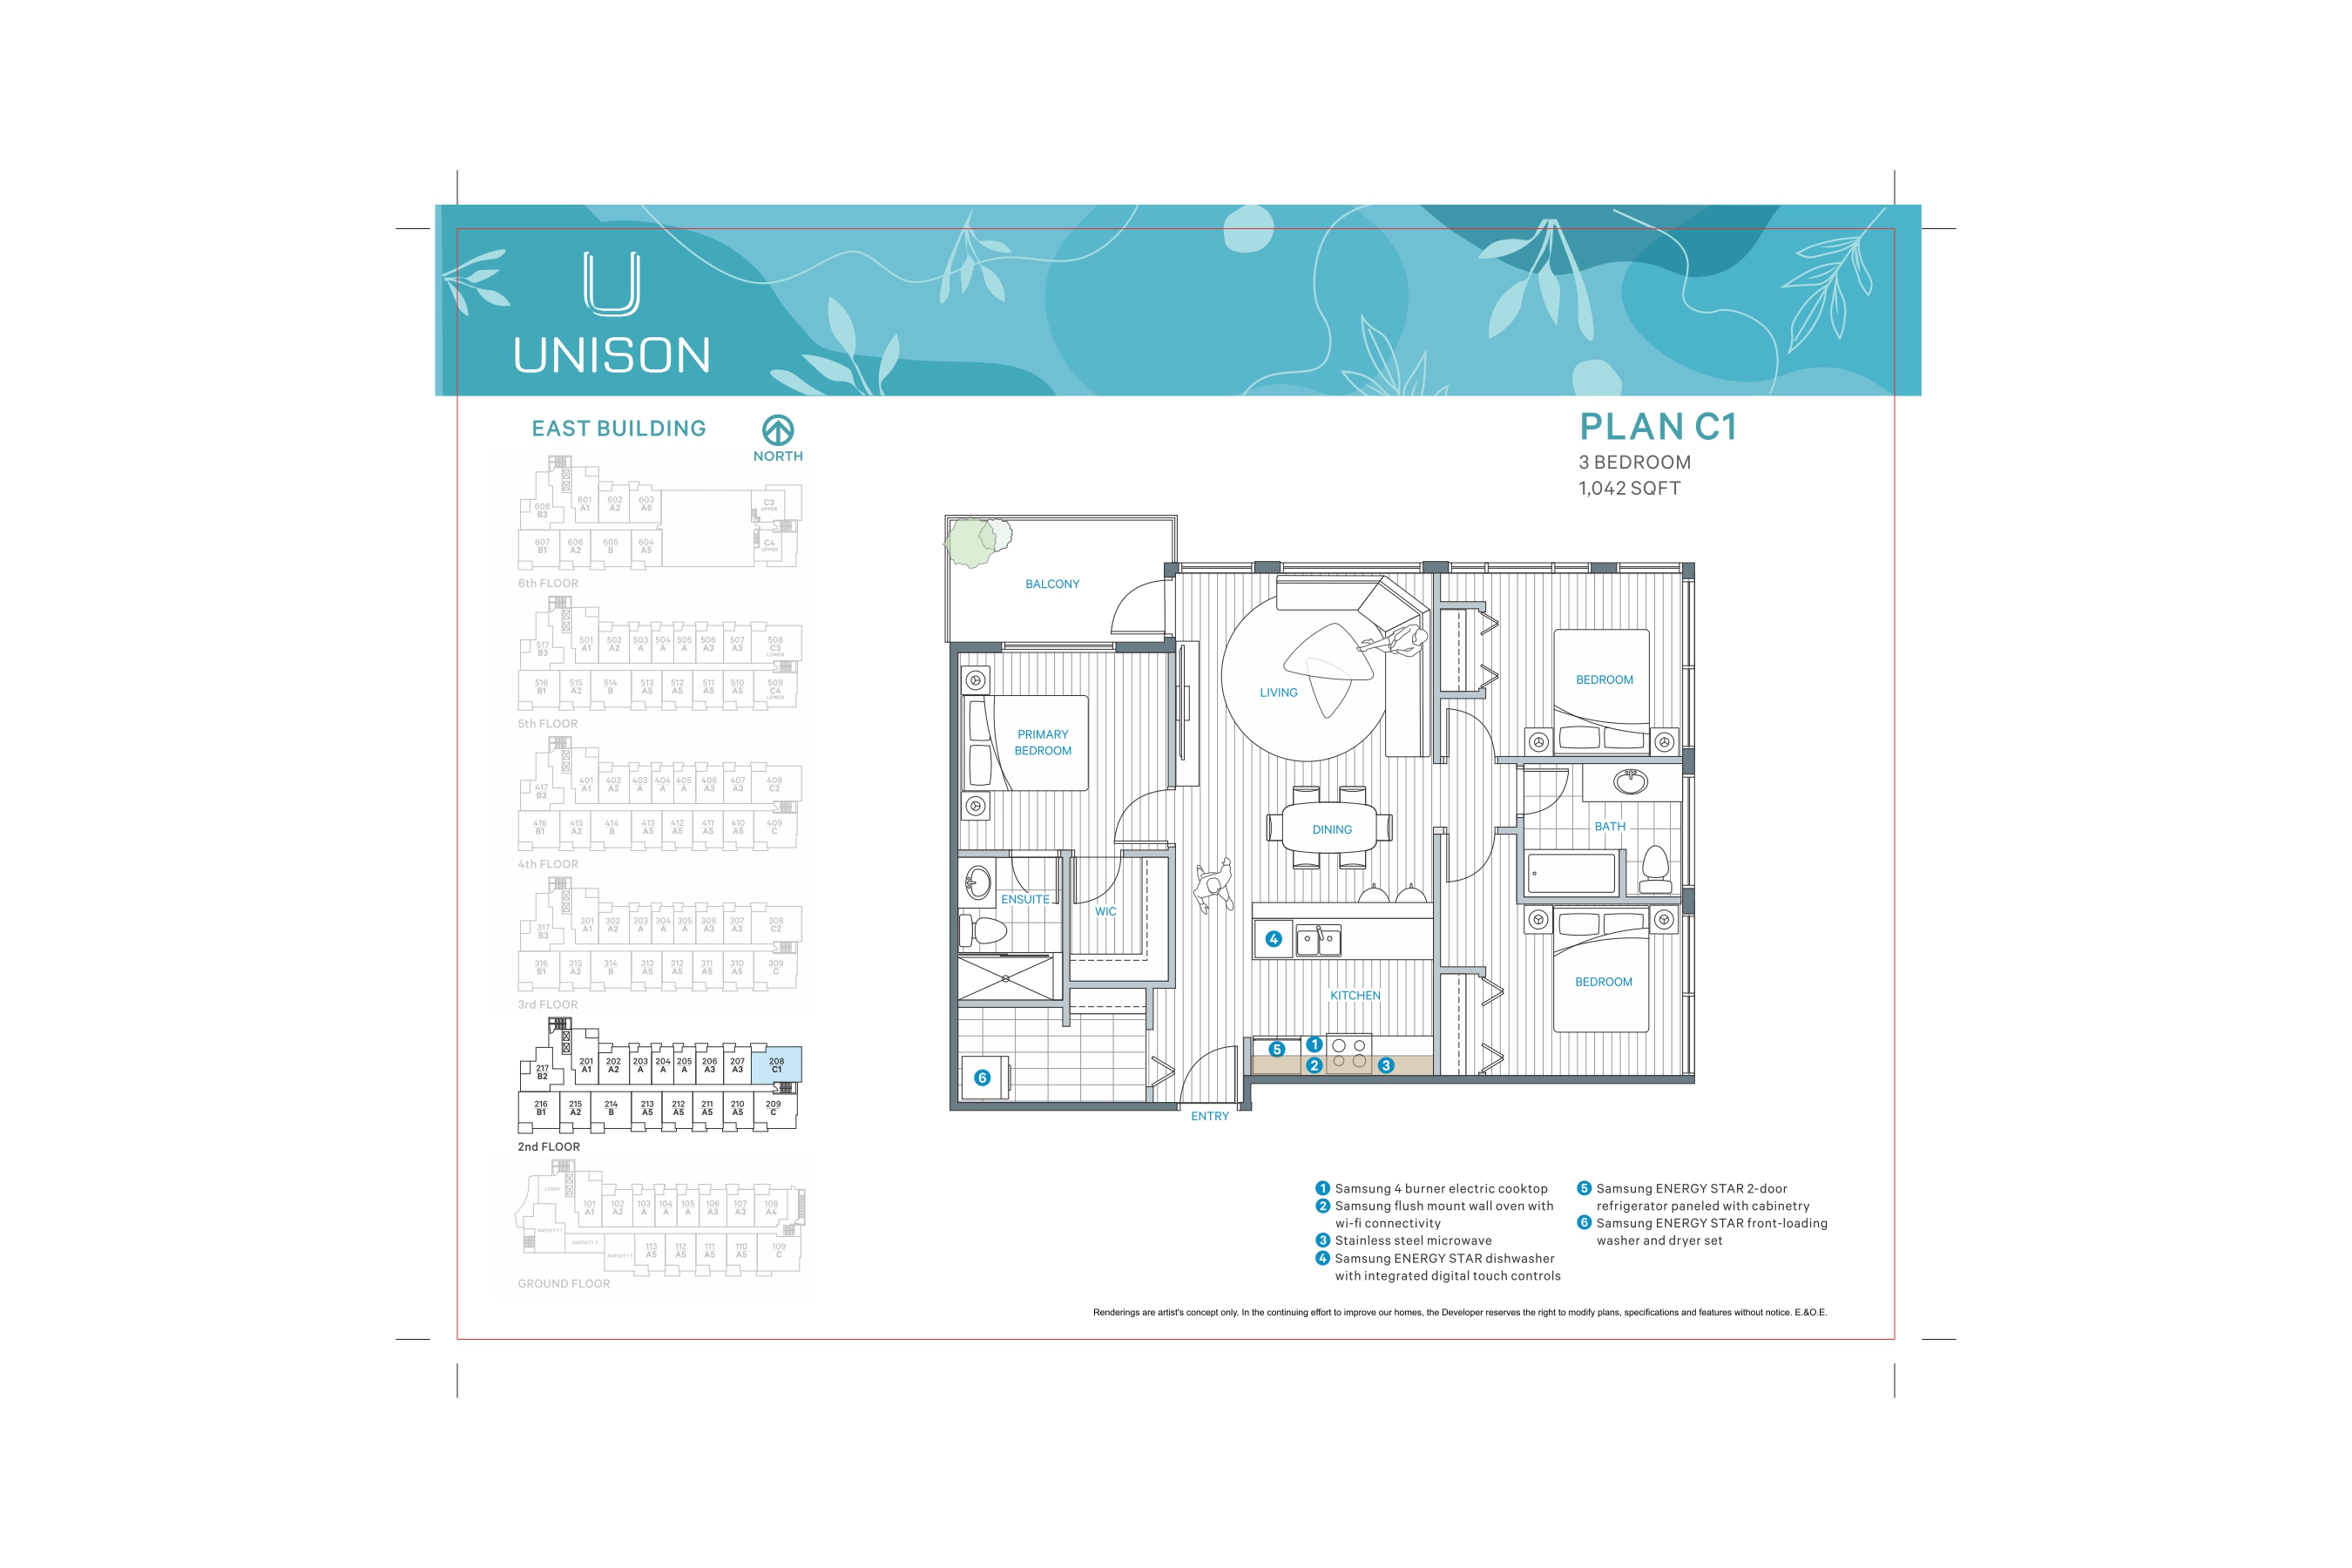 U
UNISON
EAST BUILDING
NORTH
PLAN C1
3 BEDROOM
1,042 SQFT
601 A1 602 A2 603 A6 C3 UPPER
608 B3
607 B1 606 A2 605 B 604 A5 C4 UPPER
6th FLOOR
501 A1 502 A2 503 A 504 A 505 A 506 A3 507 A3 508 C3 LOWER
517 B3
516 B1 515 A2 514 B 513 A5 512 A5 511 A5 510 A5 509 C4 LOWER
5th FLOOR
401 A1 402 A2 403 A 404 A 405 A 406 A3 407 A3 408 C2
417 B3
416 B1 415 A2 414 B 413 A5 412 A5 411 A5 410 A5 409 C
4th FLOOR
301 A1 302 A2 303 A 304 A 305 A 306 A3 307 A3 308 C2
317 B3
316 B1 315 A2 314 B 313 A5 312 A5 311 A5 310 A5 309 C
3rd FLOOR
201 A1 202 A2 203 A 204 A 205 A 206 A3 207 A3 208 C1
217 B2
216 B1 215 A2 214 B 213 A5 212 A5 211 A5 210 A5 209 C
2nd FLOOR
LOBBY
101 A1 102 A2 103 A 104 A 105 A 106 A3 107 A3 108 A4
AMENITY 1
AMENITY 2
AMENITY 3
113 A5 112 A5 111 A5 110 A5 109 C
GROUND FLOOR
BALCONY
LIVING
BEDROOM
PRIMARY
BEDROOM
DINING
BATH
ENSUITE
WIC
4
KITCHEN
BEDROOM
5
1
2
3
6
ENTRY
1 Samsung 4 burner electric cooktop
2 Samsung flush mount wall oven with
wi-fi connectivity
3 Stainless steel microwave
4 Samsung ENERGY STAR dishwasher
with integrated digital touch controls
5 Samsung ENERGY STAR 2-door
refrigerator paneled with cabinetry
6 Samsung ENERGY STAR front-loading
washer and dryer set
Renderings are artist's concept only. In the continuing effort to improve our homes, the Developer reserves the right to modify plans, specifications and features without notice. E.&O.E.